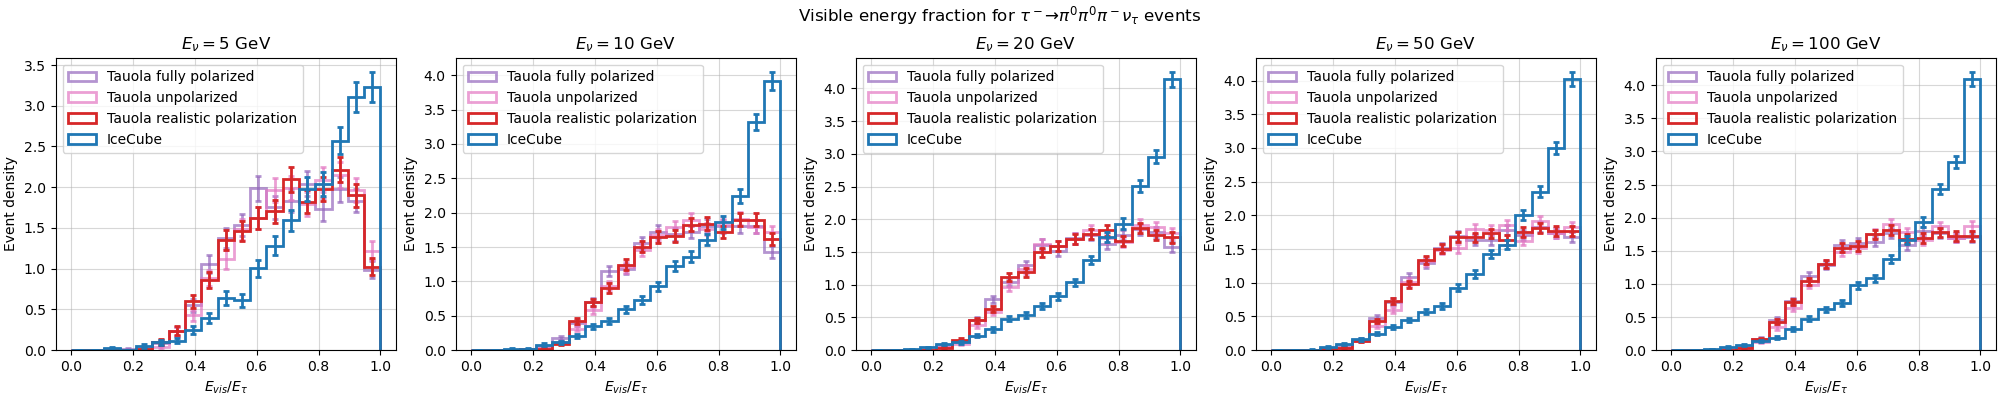 Visible energy fraction for τ⁻→π⁰π⁰π⁻ν_τ events
E_ν = 5 GeV
Event density
3.5
3.0
2.5
2.0
1.5
1.0
0.5
0.0
Tauola fully polarized
Tauola unpolarized
Tauola realistic polarization
IceCube
0.0 0.2 0.4 0.6 0.8 1.0
E_vis/E_τ
E_ν = 10 GeV
Event density
4.0
3.5
3.0
2.5
2.0
1.5
1.0
0.5
0.0
Tauola fully polarized
Tauola unpolarized
Tauola realistic polarization
IceCube
0.0 0.2 0.4 0.6 0.8 1.0
E_vis/E_τ
E_ν = 20 GeV
Event density
4.0
3.5
3.0
2.5
2.0
1.5
1.0
0.5
0.0
Tauola fully polarized
Tauola unpolarized
Tauola realistic polarization
IceCube
0.0 0.2 0.4 0.6 0.8 1.0
E_vis/E_τ
E_ν = 50 GeV
Event density
4.0
3.5
3.0
2.5
2.0
1.5
1.0
0.5
0.0
Tauola fully polarized
Tauola unpolarized
Tauola realistic polarization
IceCube
0.0 0.2 0.4 0.6 0.8 1.0
E_vis/E_τ
E_ν = 100 GeV
Event density
4.0
3.5
3.0
2.5
2.0
1.5
1.0
0.5
0.0
Tauola fully polarized
Tauola unpolarized
Tauola realistic polarization
IceCube
0.0 0.2 0.4 0.6 0.8 1.0
E_vis/E_τ